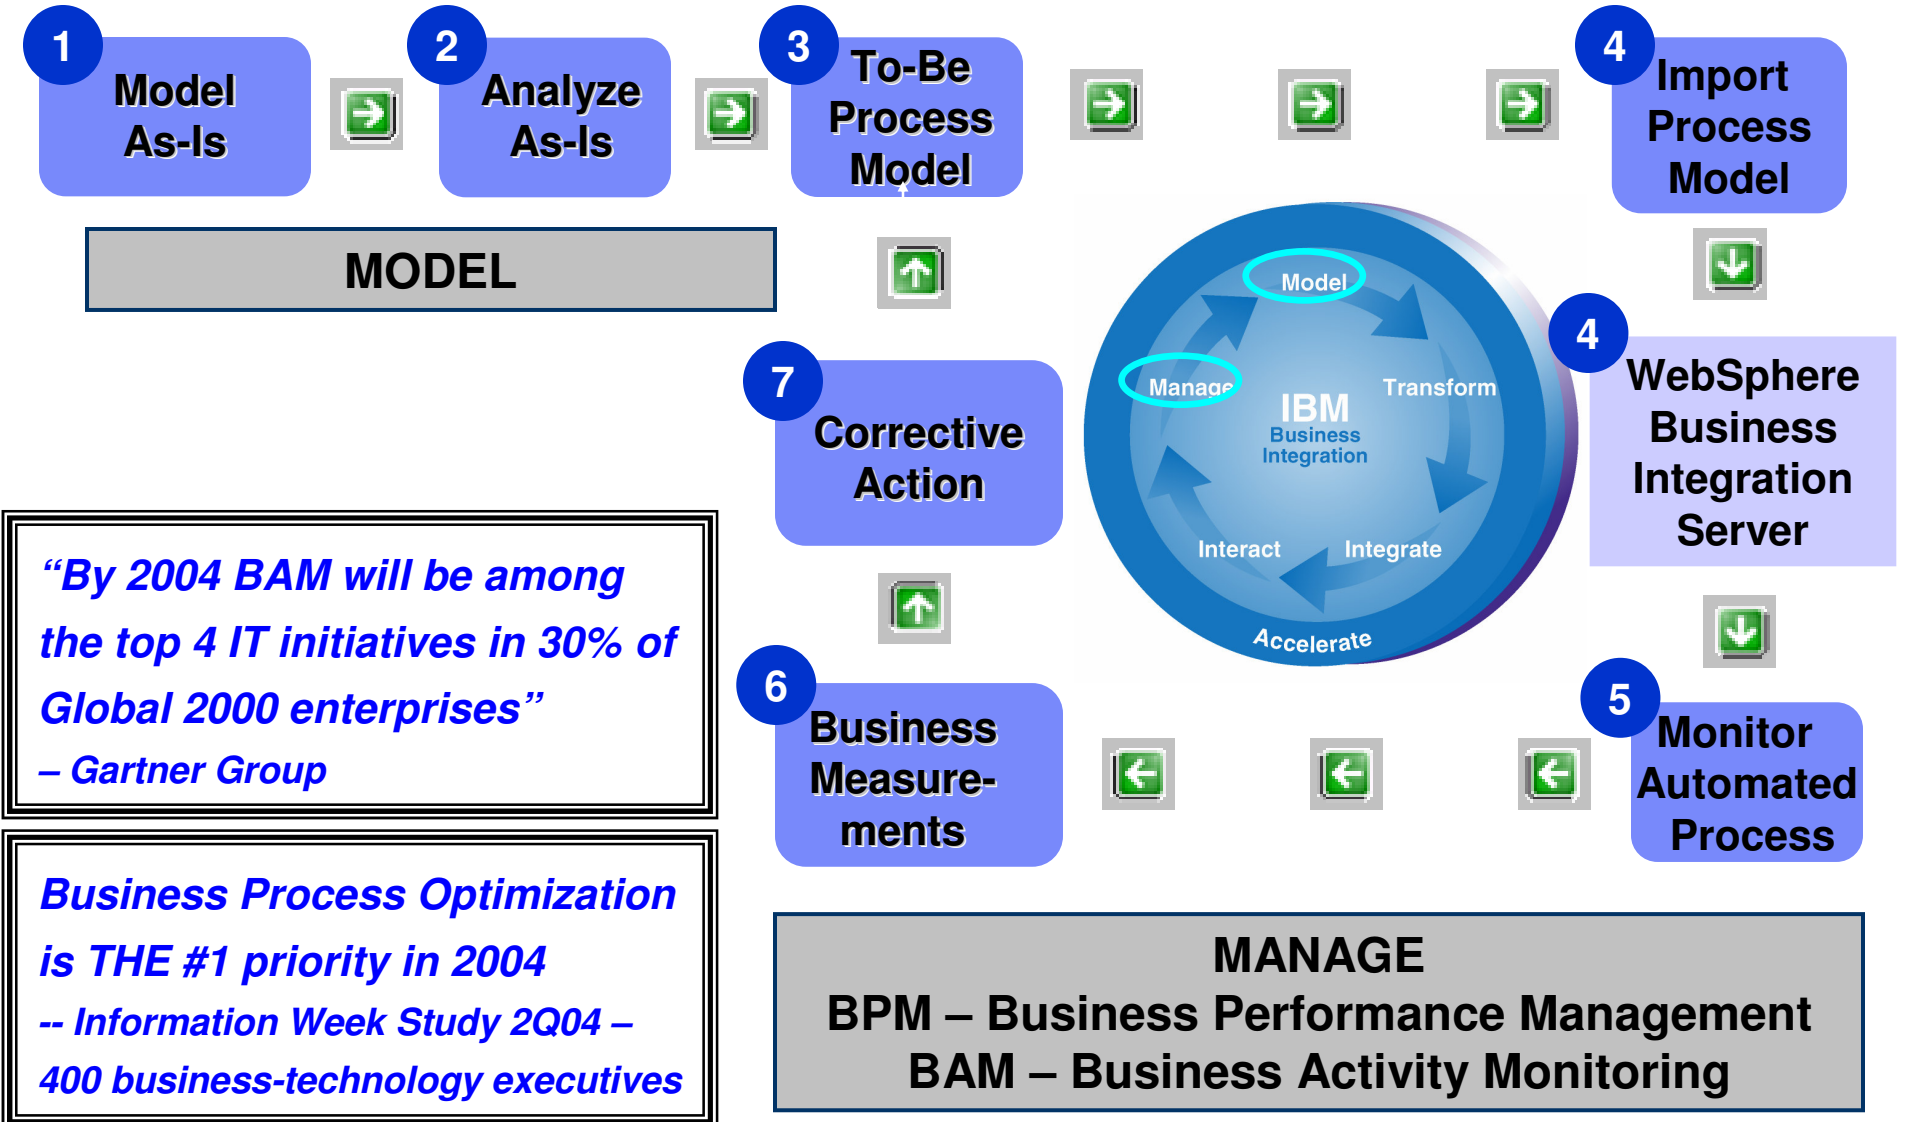 1
Model
As-Is
2
Analyze
As-Is
3
To-Be
Process
Model
4
Import
Process
Model
MODEL
4
WebSphere
Business
Integration
Server
Model
Manage
Transform
IBM
Business
Integration
Interact
Integrate
Accelerate
7
Corrective
Action
6
Business
Measure-
ments
5
Monitor
Automated
Process
“By 2004 BAM will be among
the top 4 IT initiatives in 30% of
Global 2000 enterprises”
– Gartner Group
Business Process Optimization
is THE #1 priority in 2004
-- Information Week Study 2Q04 –
400 business-technology executives
MANAGE
BPM – Business Performance Management
BAM – Business Activity Monitoring